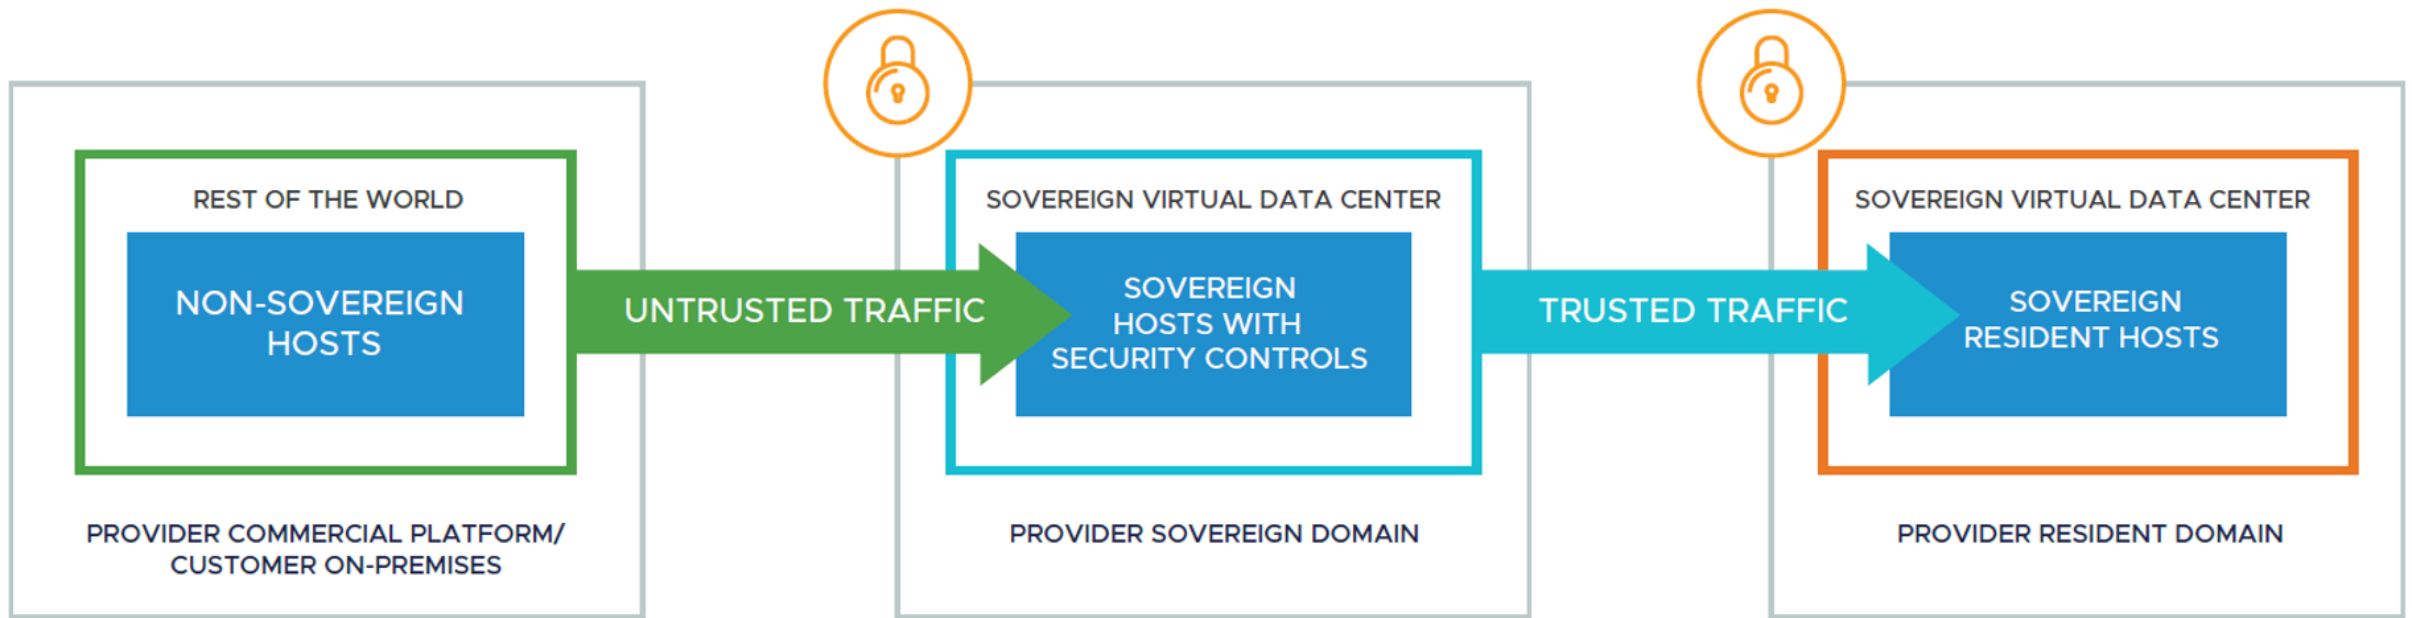 REST OF THE WORLD
NON-SOVEREIGN
HOSTS
PROVIDER COMMERCIAL PLATFORM/
CUSTOMER ON-PREMISES
UNTRUSTED TRAFFIC
SOVEREIGN VIRTUAL DATA CENTER
SOVEREIGN
HOSTS WITH
SECURITY CONTROLS
PROVIDER SOVEREIGN DOMAIN
TRUSTED TRAFFIC
SOVEREIGN VIRTUAL DATA CENTER
SOVEREIGN
RESIDENT HOSTS
PROVIDER RESIDENT DOMAIN